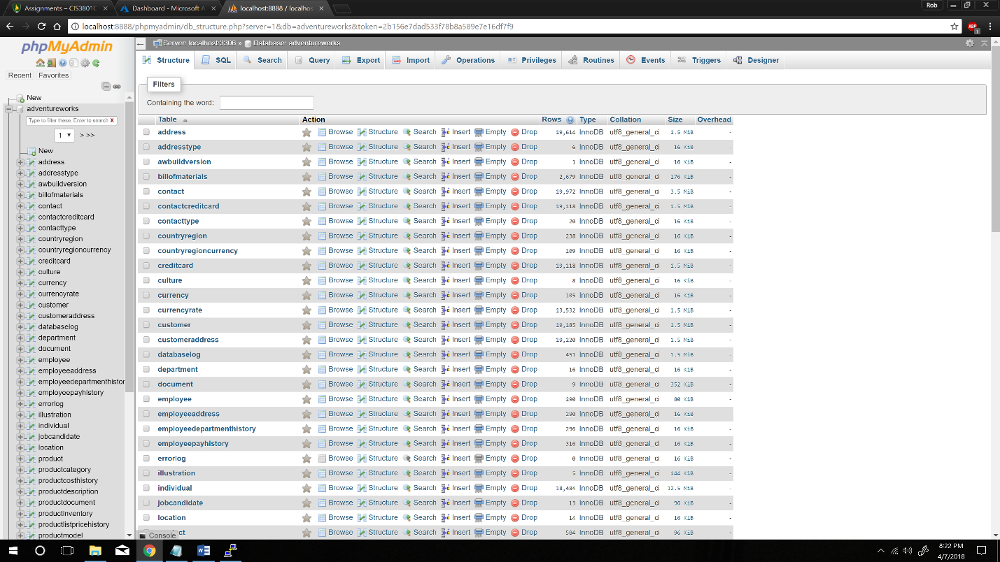 Assignments – CIS3801C
Dashboard - Microsoft A
localhost:8888 / localhos
Rob
localhost:8888/phpmyadmin/db_structure.php?server=1&db=adventureworks&token=2b156e7dad533f78b8a589e7e16df7f9
ABP
1
phpMyAdmin
Recent Favorites
New
adventureworks
Type to filter these, Enter to search X
1 > >>
New
address
addresstype
awbuildversion
billofmaterials
contact
contactcreditcard
contacttype
countryregion
countryregioncurrency
creditcard
culture
currency
currencyrate
customer
customeraddress
databaselog
department
document
employee
employeeaddress
employeedepartmenthistor
employeepayhistory
errorlog
illustration
individual
jobcandidate
location
product
productcategory
productcosthistory
productdescription
productdocument
productinventory
productlistpricehistory
productmodel
Server: localhost:3306 » Database: adventureworks
Structure SQL Search Query Export Import Operations Privileges Routines Events Triggers Designer
Filters
Containing the word:
Table Action Rows Type Collation Size Overhead
address Browse Structure Search Insert Empty Drop 19,614 InnoDB utf8_general_ci 2.5 MiB -
addresstype Browse Structure Search Insert Empty Drop 6 InnoDB utf8_general_ci 16 KiB -
awbuildversion Browse Structure Search Insert Empty Drop 1 InnoDB utf8_general_ci 16 KiB -
billofmaterials Browse Structure Search Insert Empty Drop 2,679 InnoDB utf8_general_ci 176 KiB -
contact Browse Structure Search Insert Empty Drop 19,972 InnoDB utf8_general_ci 3.5 MiB -
contactcreditcard Browse Structure Search Insert Empty Drop 19,118 InnoDB utf8_general_ci 1.5 MiB -
contacttype Browse Structure Search Insert Empty Drop 20 InnoDB utf8_general_ci 16 KiB -
countryregion Browse Structure Search Insert Empty Drop 238 InnoDB utf8_general_ci 16 KiB -
countryregioncurrency Browse Structure Search Insert Empty Drop 109 InnoDB utf8_general_ci 16 KiB -
creditcard Browse Structure Search Insert Empty Drop 19,118 InnoDB utf8_general_ci 1.5 MiB -
culture Browse Structure Search Insert Empty Drop 8 InnoDB utf8_general_ci 16 KiB -
currency Browse Structure Search Insert Empty Drop 105 InnoDB utf8_general_ci 16 KiB -
currencyrate Browse Structure Search Insert Empty Drop 13,532 InnoDB utf8_general_ci 1.5 MiB -
customer Browse Structure Search Insert Empty Drop 19,185 InnoDB utf8_general_ci 1.5 MiB -
customeraddress Browse Structure Search Insert Empty Drop 19,220 InnoDB utf8_general_ci 1.5 MiB -
databaselog Browse Structure Search Insert Empty Drop 451 InnoDB utf8_general_ci 1.5 MiB -
department Browse Structure Search Insert Empty Drop 16 InnoDB utf8_general_ci 16 KiB -
document Browse Structure Search Insert Empty Drop 9 InnoDB utf8_general_ci 352 KiB -
employee Browse Structure Search Insert Empty Drop 290 InnoDB utf8_general_ci 80 KiB -
employeeaddress Browse Structure Search Insert Empty Drop 290 InnoDB utf8_general_ci 16 KiB -
employeedepartmenthistory Browse Structure Search Insert Empty Drop 296 InnoDB utf8_general_ci 16 KiB -
employeepayhistory Browse Structure Search Insert Empty Drop 316 InnoDB utf8_general_ci 16 KiB -
errorlog Browse Structure Search Insert Empty Drop 0 InnoDB utf8_general_ci 16 KiB -
illustration Browse Structure Search Insert Empty Drop 5 InnoDB utf8_general_ci 144 KiB -
individual Browse Structure Search Insert Empty Drop 18,484 InnoDB utf8_general_ci 12.5 MiB -
jobcandidate Browse Structure Search Insert Empty Drop 13 InnoDB utf8_general_ci 96 KiB -
location Browse Structure Search Insert Empty Drop 14 InnoDB utf8_general_ci 16 KiB -
ct Browse Structure Search Insert Empty Drop 504 InnoDB utf8_general_ci 96 KiB -
Console
8:22 PM
4/7/2018